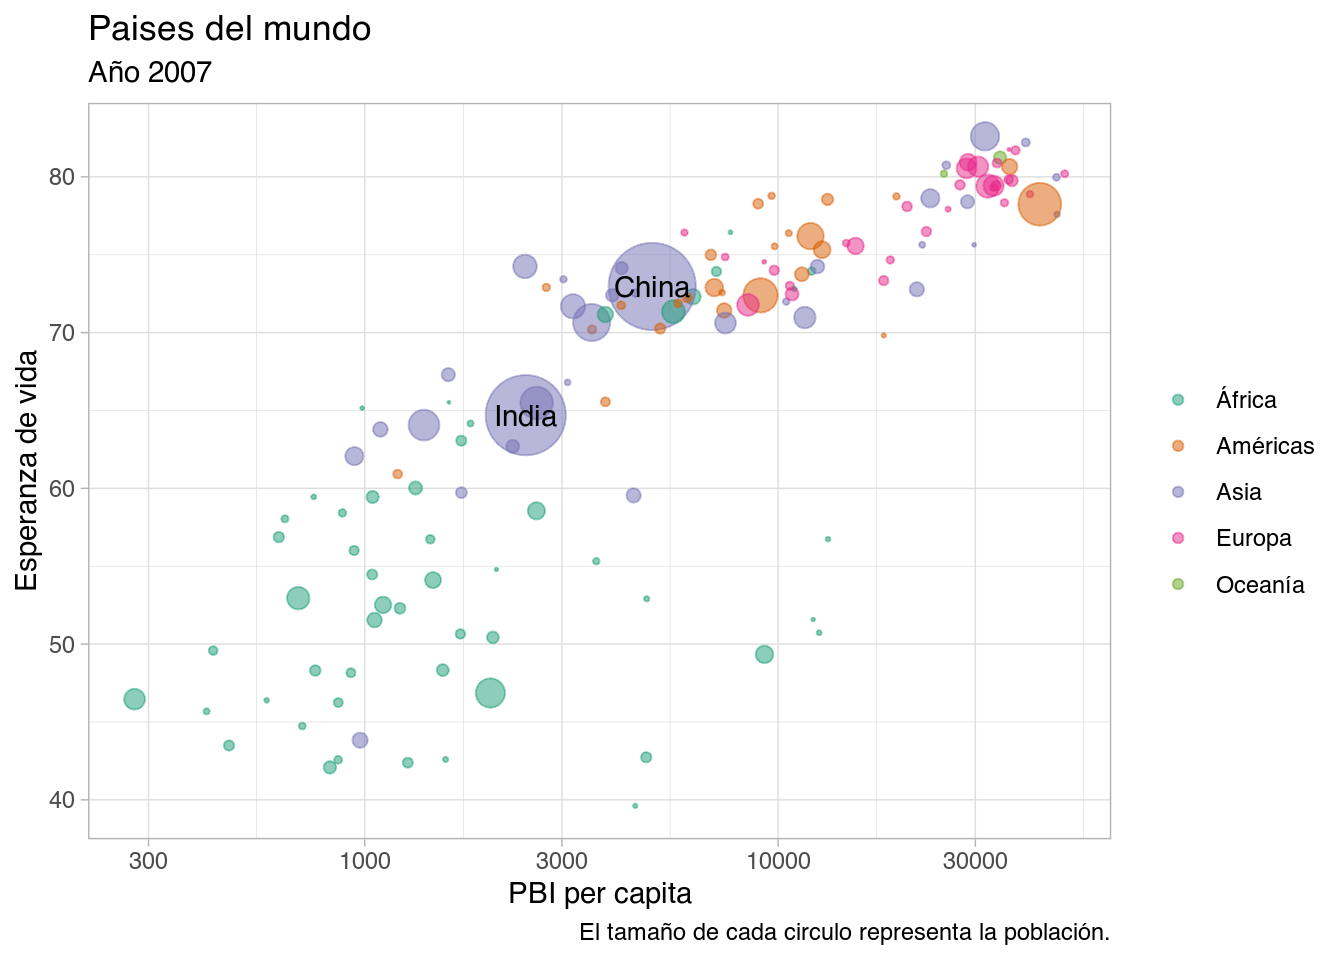 Paises del mundo
Año 2007
Esperanza de vida
80
70
60
50
40
China
India
300
1000
3000
10000
30000
PBI per capita
El tamaño de cada circulo representa la población.
África
Américas
Asia
Europa
Oceanía